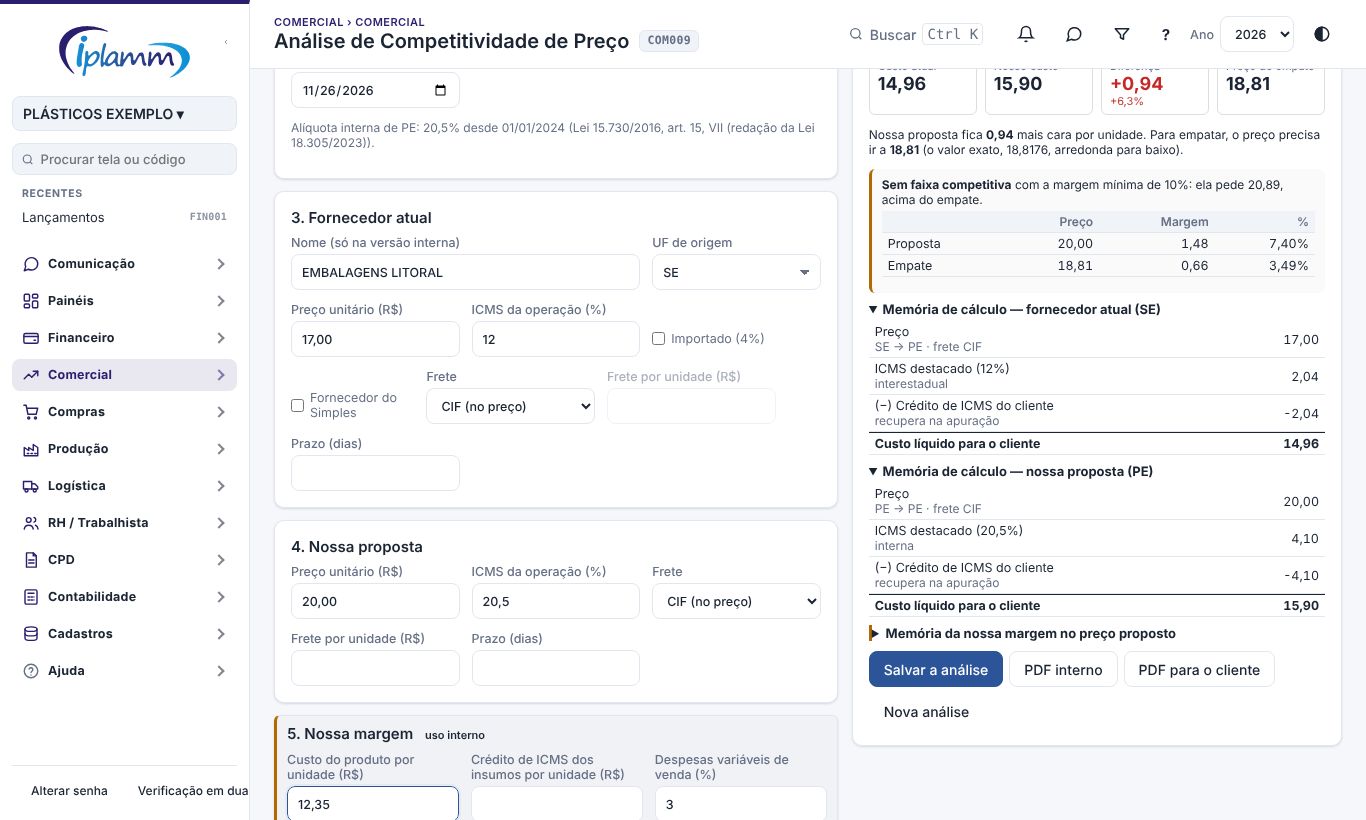 iplamm
PLÁSTICOS EXEMPLO ▾
Procurar tela ou código
RECENTES
Lançamentos FIN001
Comunicação
Painéis
Financeiro
Comercial
Compras
Produção
Logística
RH / Trabalhista
CPD
Contabilidade
Cadastros
Ajuda
Alterar senha Verificação em dua
COMERCIAL › COMERCIAL
Análise de Competitividade de Preço COM009
Buscar Ctrl K ? Ano 2026
11/26/2026
Alíquota interna de PE: 20,5% desde 01/01/2024 (Lei 15.730/2016, art. 15, VII (redação da Lei
18.305/2023)).
3. Fornecedor atual
Nome (só na versão interna) UF de origem
EMBALAGENS LITORAL SE
Preço unitário (R$) ICMS da operação (%)
17,00 12 Importado (4%)
Fornecedor do
Simples
Frete Frete por unidade (R$)
CIF (no preço)
Prazo (dias)
4. Nossa proposta
Preço unitário (R$) ICMS da operação (%) Frete
20,00 20,5 CIF (no preço)
Frete por unidade (R$) Prazo (dias)
5. Nossa margem uso interno
Custo do produto por
unidade (R$)
Crédito de ICMS dos
insumos por unidade (R$)
Despesas variáveis de
venda (%)
12,35 3
14,96 15,90 +0,94 18,81
+6,3%
Nossa proposta fica 0,94 mais cara por unidade. Para empatar, o preço precisa
ir a 18,81 (o valor exato, 18,8176, arredonda para baixo).
Sem faixa competitiva com a margem mínima de 10%: ela pede 20,89,
acima do empate.
Preço Margem %
Proposta 20,00 1,48 7,40%
Empate 18,81 0,66 3,49%
▼ Memória de cálculo — fornecedor atual (SE)
Preço 17,00
SE → PE · frete CIF
ICMS destacado (12%) 2,04
interestadual
(−) Crédito de ICMS do cliente -2,04
recupera na apuração
Custo líquido para o cliente 14,96
▼ Memória de cálculo — nossa proposta (PE)
Preço 20,00
PE → PE · frete CIF
ICMS destacado (20,5%) 4,10
interna
(−) Crédito de ICMS do cliente -4,10
recupera na apuração
Custo líquido para o cliente 15,90
▶ Memória da nossa margem no preço proposto
Salvar a análise PDF interno PDF para o cliente
Nova análise